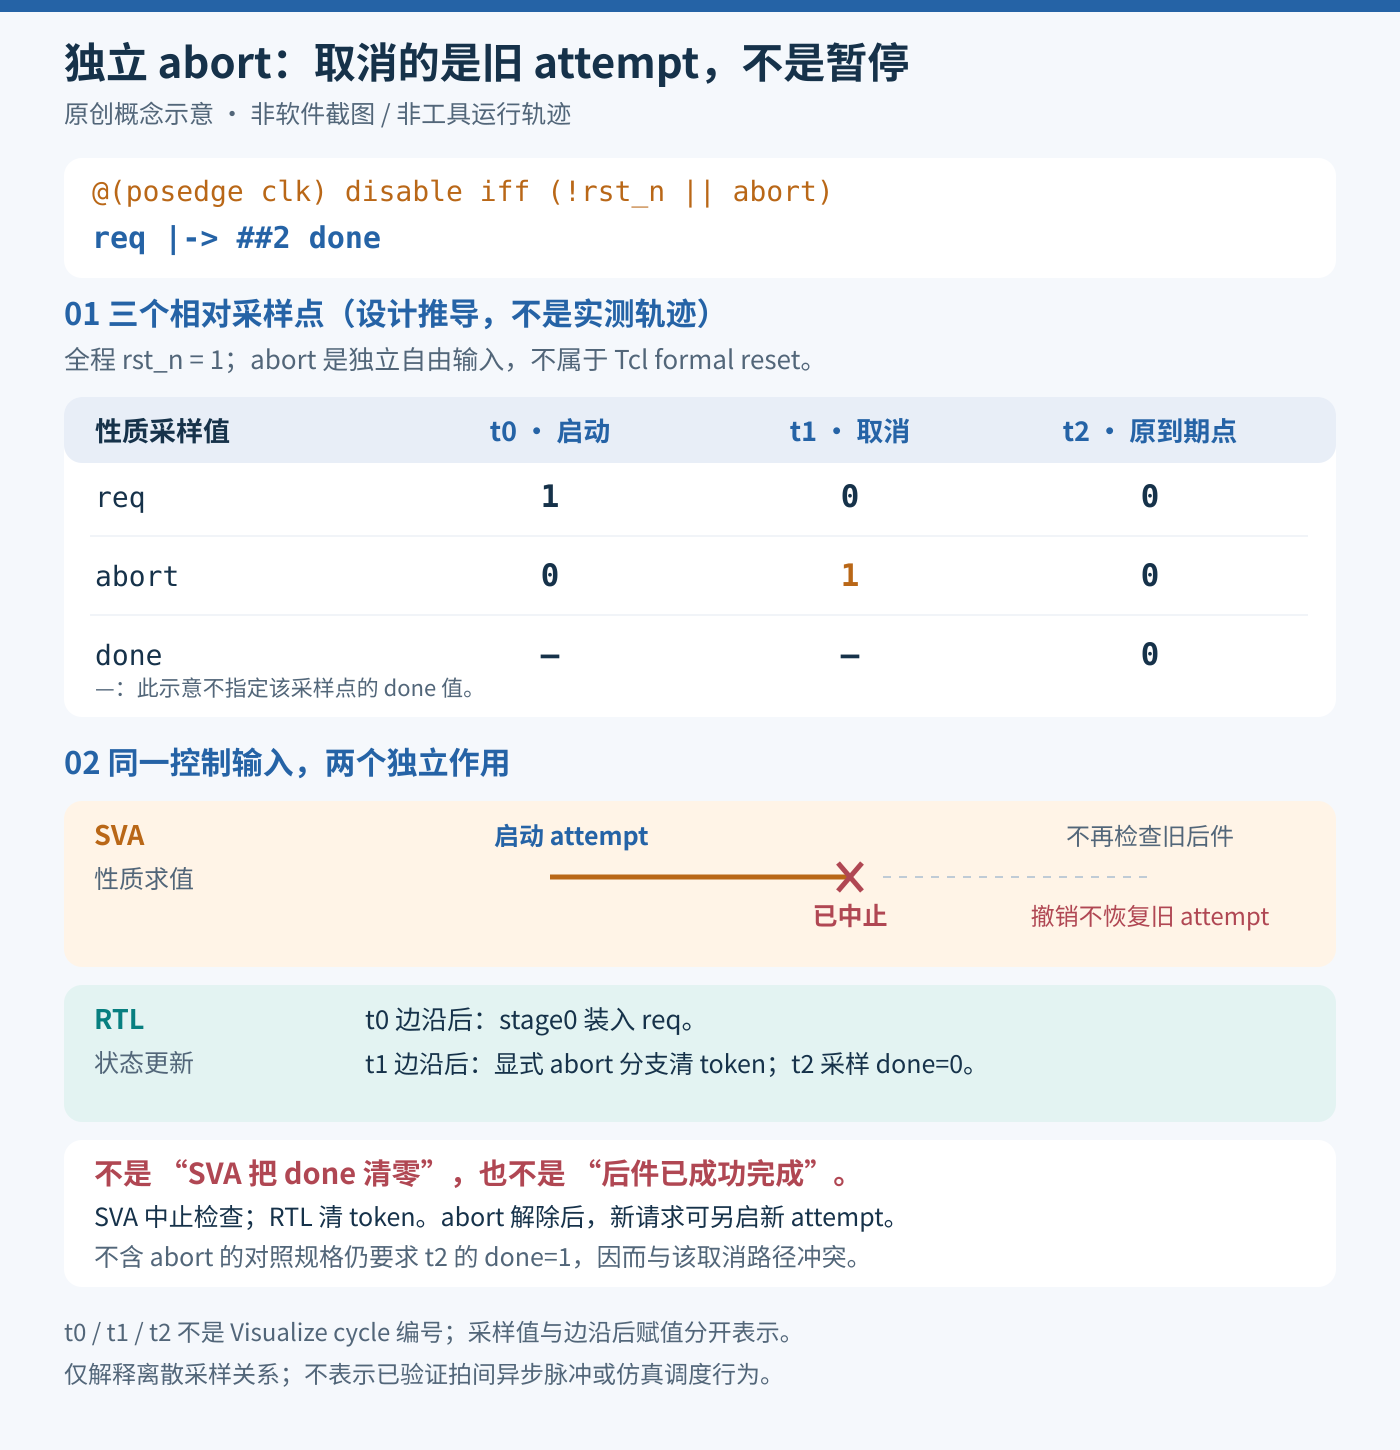 独立 abort：取消的是旧 attempt，不是暂停
原创概念示意 · 非软件截图 / 非工具运行轨迹
@(posedge clk) disable iff (!rst_n || abort)
req |-> ##2 done
01 三个相对采样点（设计推导，不是实测轨迹）
全程 rst_n = 1；abort 是独立自由输入，不属于 Tcl formal reset。
性质采样值 t0 · 启动 t1 · 取消 t2 · 原到期点
req 1 0 0
abort 0 1 0
done — — 0
—：此示意不指定该采样点的 done 值。
02 同一控制输入，两个独立作用
SVA 启动 attempt 不再检查旧后件
性质求值
已中止 撤销不恢复旧 attempt
RTL t0 边沿后：stage0 装入 req。
状态更新 t1 边沿后：显式 abort 分支清 token；t2 采样 done=0。
不是 “SVA 把 done 清零”，也不是 “后件已成功完成”。
SVA 中止检查；RTL 清 token。abort 解除后，新请求可另启新 attempt。
不含 abort 的对照规格仍要求 t2 的 done=1，因而与该取消路径冲突。
t0 / t1 / t2 不是 Visualize cycle 编号；采样值与边沿后赋值分开表示。
仅解释离散采样关系；不表示已验证拍间异步脉冲或仿真调度行为。